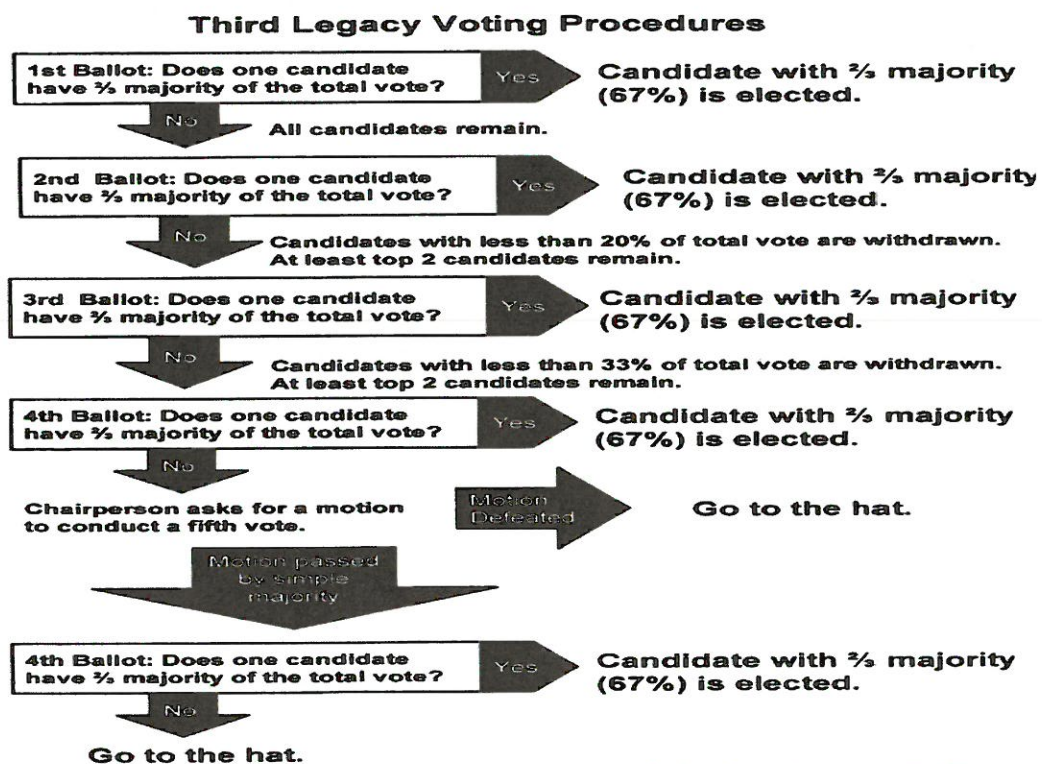 Third Legacy Voting Procedures
1st Ballot: Does one candidate
have ⅔ majority of the total vote?
Yes
Candidate with ⅔ majority
(67%) is elected.
No
All candidates remain.
2nd Ballot: Does one candidate
have ⅔ majority of the total vote?
Yes
Candidate with ⅔ majority
(67%) is elected.
No
Candidates with less than 20% of total vote are withdrawn.
At least top 2 candidates remain.
3rd Ballot: Does one candidate
have ⅔ majority of the total vote?
Yes
Candidate with ⅔ majority
(67%) is elected.
No
Candidates with less than 33% of total vote are withdrawn.
At least top 2 candidates remain.
4th Ballot: Does one candidate
have ⅔ majority of the total vote?
Yes
Candidate with ⅔ majority
(67%) is elected.
No
Chairperson asks for a motion
to conduct a fifth vote.
Motion
Defeated
Go to the hat.
Motion passed
by simple
majority
4th Ballot: Does one candidate
have ⅔ majority of the total vote?
Yes
Candidate with ⅔ majority
(67%) is elected.
No
Go to the hat.